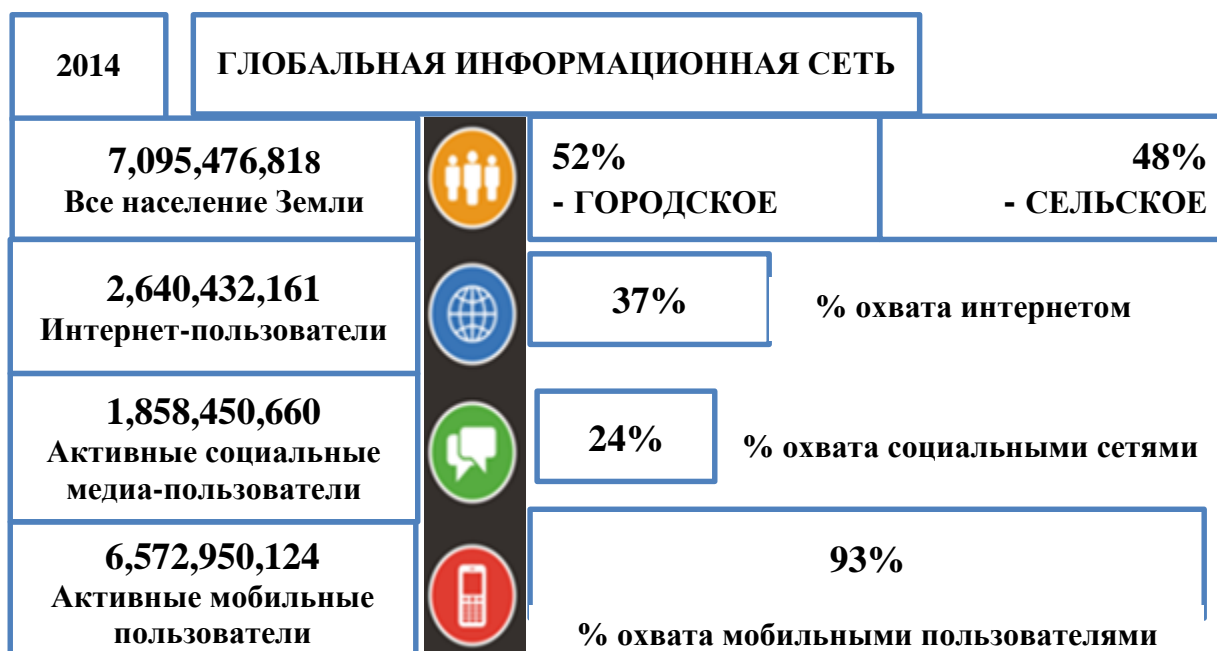 2014
ГЛОБАЛЬНАЯ ИНФОРМАЦИОННАЯ СЕТЬ
7,095,476,818
Все население Земли
52%
- ГОРОДСКОЕ
48%
- СЕЛЬСКОЕ
2,640,432,161
Интернет-пользователи
37%
% охвата интернетом
1,858,450,660
Активные социальные
медиа-пользователи
24%
% охвата социальными сетями
6,572,950,124
Активные мобильные
пользователи
93%
% охвата мобильными пользователями